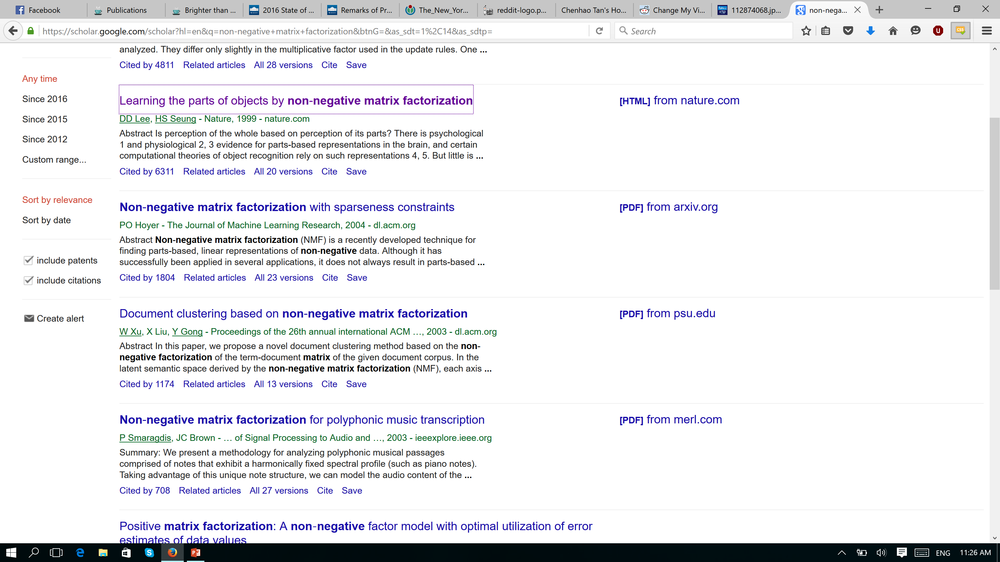 Facebook
Publications
Brighter than ...
2016 State of ...
Remarks of Pr...
The_New_Yor...
reddit-logo.p...
Chenhao Tan's Ho...
Change My Vi...
112874068.jp...
non-nega...
https://scholar.google.com/scholar?hl=en&q=non-negative+matrix+factorization&btnG=&as_sdt=1%2C14&as_sdtp=
Search
Any time
Since 2016
Since 2015
Since 2012
Custom range...
Sort by relevance
Sort by date
include patents
include citations
Create alert
analyzed. They differ only slightly in the multiplicative factor used in the update rules. One ...
Cited by 4811 Related articles All 28 versions Cite Save
Learning the parts of objects by non-negative matrix factorization
[HTML] from nature.com
DD Lee, HS Seung - Nature, 1999 - nature.com
Abstract Is perception of the whole based on perception of its parts? There is psychological
1 and physiological 2, 3 evidence for parts-based representations in the brain, and certain
computational theories of object recognition rely on such representations 4, 5. But little is ...
Cited by 6311 Related articles All 20 versions Cite Save
Non-negative matrix factorization with sparseness constraints
[PDF] from arxiv.org
PO Hoyer - The Journal of Machine Learning Research, 2004 - dl.acm.org
Abstract Non-negative matrix factorization (NMF) is a recently developed technique for
finding parts-based, linear representations of non-negative data. Although it has
successfully been applied in several applications, it does not always result in parts-based ...
Cited by 1804 Related articles All 23 versions Cite Save
Document clustering based on non-negative matrix factorization
[PDF] from psu.edu
W Xu, X Liu, Y Gong - Proceedings of the 26th annual international ACM …, 2003 - dl.acm.org
Abstract In this paper, we propose a novel document clustering method based on the non-
negative factorization of the term-document matrix of the given document corpus. In the
latent semantic space derived by the non-negative matrix factorization (NMF), each axis ...
Cited by 1174 Related articles All 13 versions Cite Save
Non-negative matrix factorization for polyphonic music transcription
[PDF] from merl.com
P Smaragdis, JC Brown - … of Signal Processing to Audio and …, 2003 - ieeexplore.ieee.org
Summary: We present a methodology for analyzing polyphonic musical passages
comprised of notes that exhibit a harmonically fixed spectral profile (such as piano notes).
Taking advantage of this unique note structure, we can model the audio content of the ...
Cited by 708 Related articles All 27 versions Cite Save
Positive matrix factorization: A non-negative factor model with optimal utilization of error
estimates of data values
ENG
11:26 AM